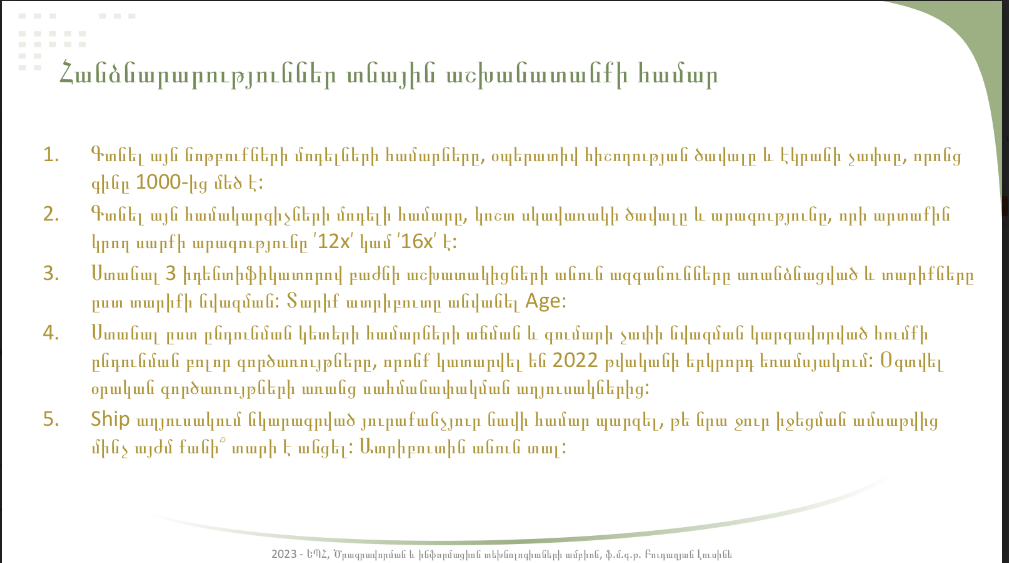 Հանձնարարություններ տնային աշխանատանքի համար
1. Գտնել այն նոթբուքների մոդելների համարները, օպերատիվ հիշողության ծավալը և էկրանի չափսը, որոնց
գինը 1000-ից մեծ է:
2. Գտնել այն համակարգիչների մոդելի համարը, կոշտ սկավառակի ծավալը և արագությունը, որի արտաքին
կրող սարքի արագությունը '12x' կամ '16x' է:
3. Ստանալ 3 իդենտիֆիկատորով բաժնի աշխատակիցների անուն ազգանունները առանձնացված և տարիքները
ըստ տարիքի նվազման: Տարիք ատրիբուտը անվանել Age:
4. Ստանալ ըստ ընդունման կետերի համարների աճման և գումարի չափի նվազման կարգավորված հումքի
ընդունման բոլոր գործառույթները, որոնք կատարվել են 2022 թվականի երկրորդ եռամսյակում: Օգտվել
օրական գործառույթների առանց սահմանափակման աղյուսակներից:
5. Ship աղյուսակում նկարագրված յուրաքանչյուր նավի համար պարզել, թե նրա ջուր իջեցման ամսաթվից
մինչ այժմ քանի՞ տարի է անցել: Ատրիբուտին անուն տալ:
2023 - ԵՊՀ, Ծրագրավորման և ինֆորմացիոն տեխնոլոգիաների ամբիոն, ֆ.մ.գ.թ. Բուդաղյան Լուսինե